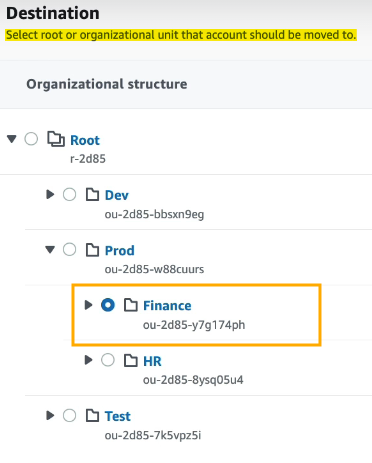 Destination
Select root or organizational unit that account should be moved to.
Organizational structure
Root
r-2d85
Dev
ou-2d85-bbsxn9eg
Prod
ou-2d85-w88cuurs
Finance
ou-2d85-y7g174ph
HR
ou-2d85-8ysq05u4
Test
ou-2d85-7k5vpz5i